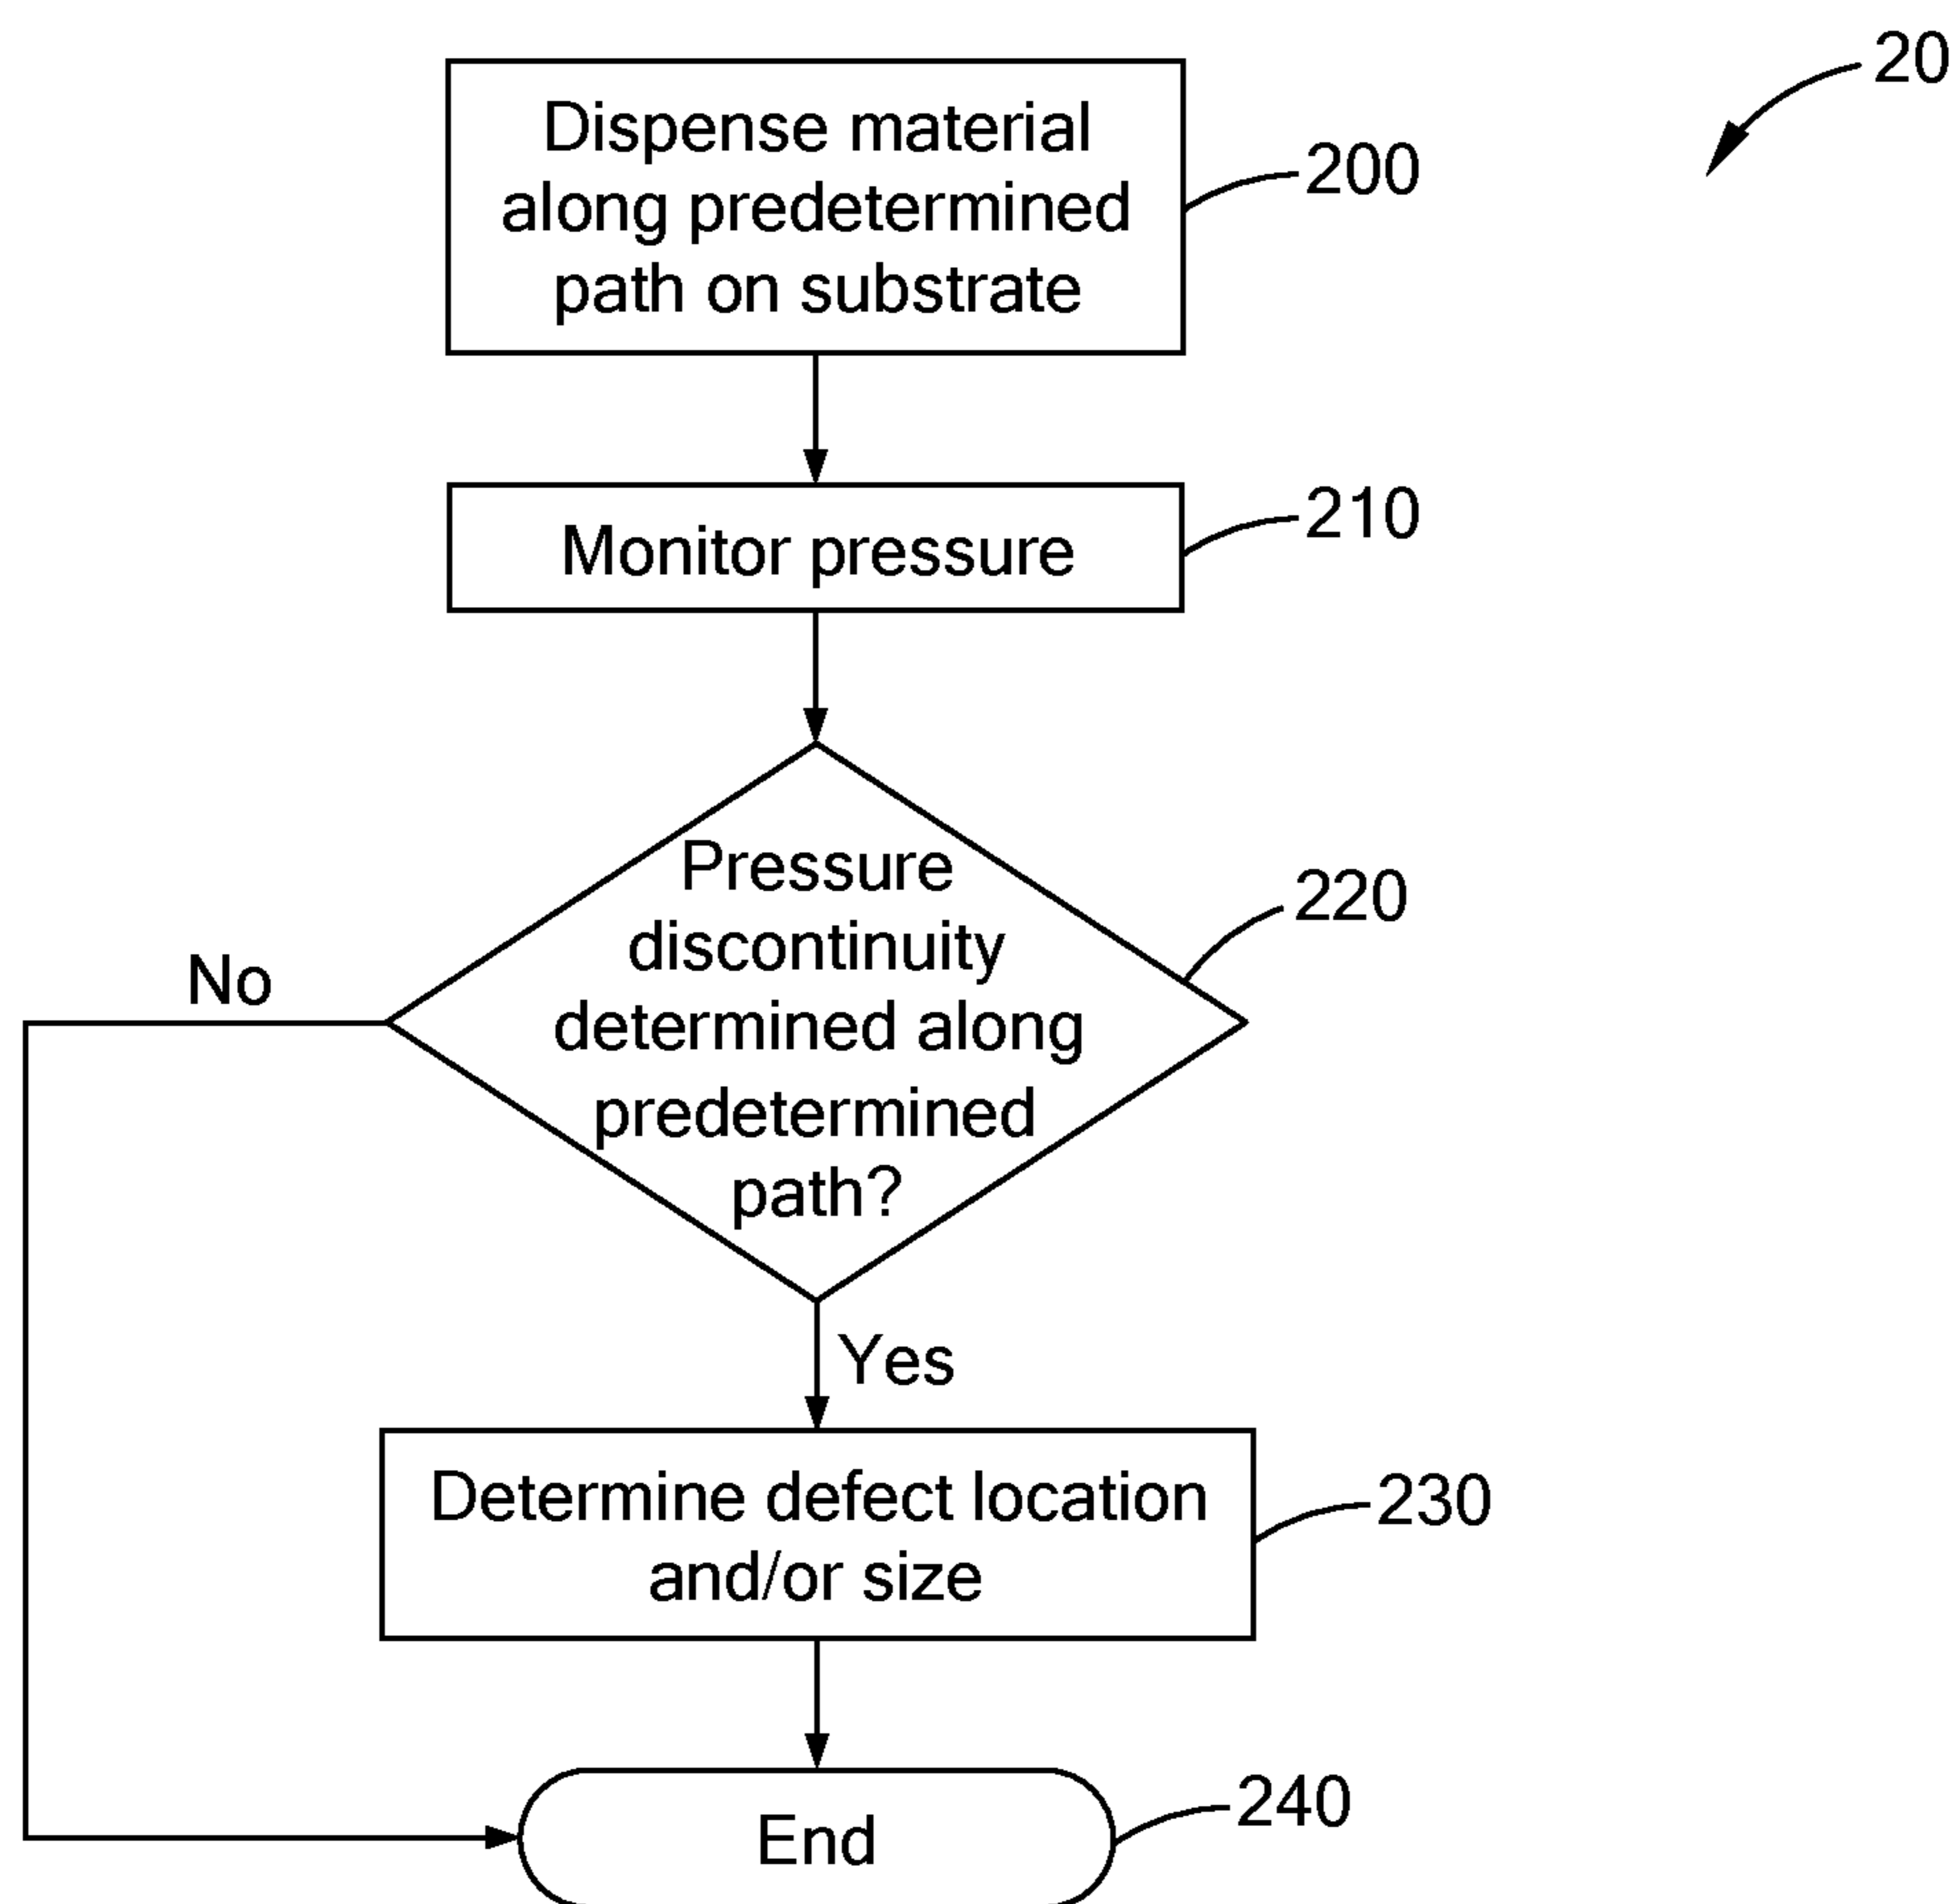 20
Dispense material
along predetermined
path on substrate
200
Monitor pressure
210
Pressure
discontinuity
determined along
predetermined
path?
220
No
Yes
Determine defect location
and/or size
230
End
240